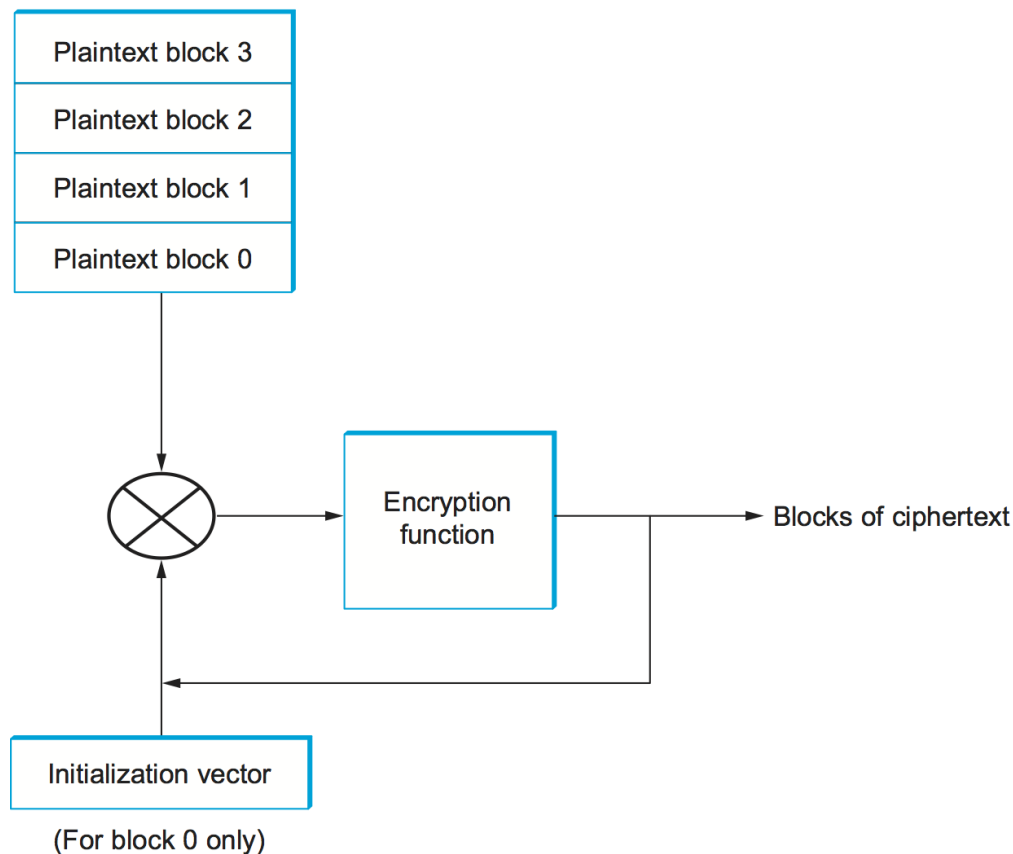 Plaintext block 3
Plaintext block 2
Plaintext block 1
Plaintext block 0
Encryption
function
Blocks of ciphertext
Initialization vector
(For block 0 only)